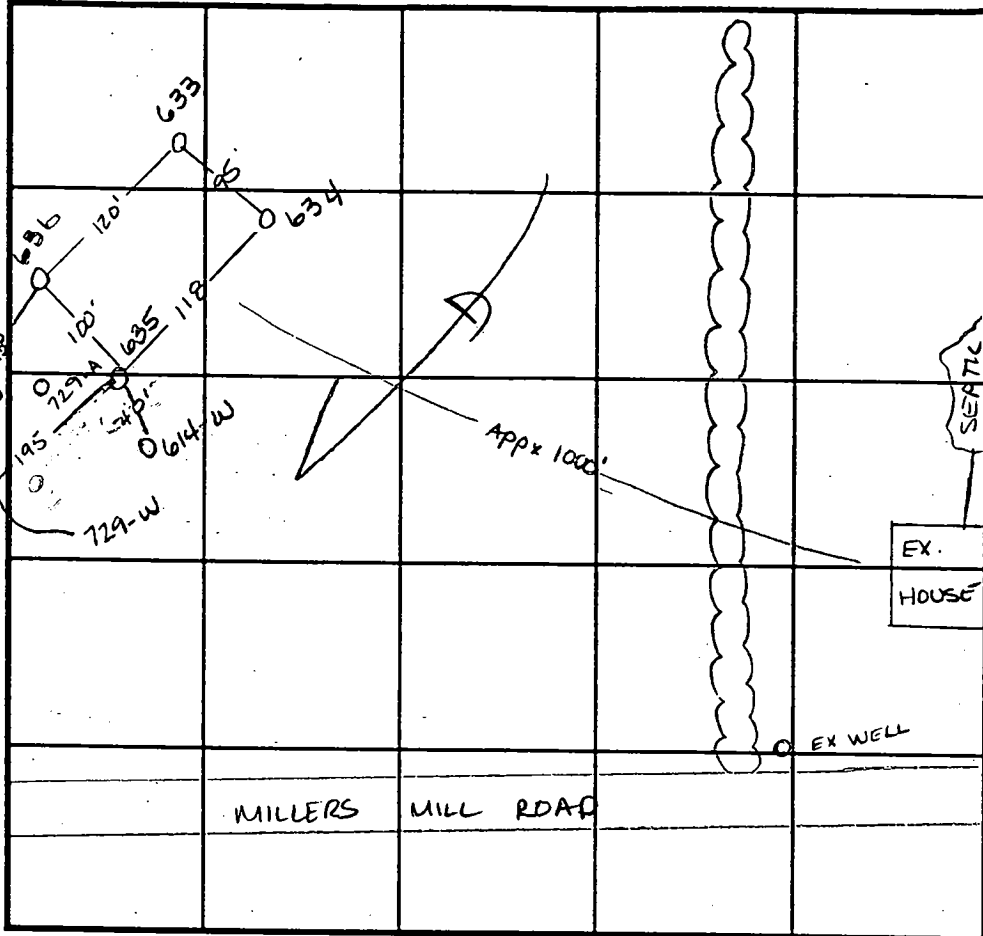 633
95'
634
120'
636
118
100'
635
729-A
40'
614-W
195
729-W
APPX 1000'
SEPTIC
EX.
HOUSE
EX WELL
MILLERS MILL ROAD